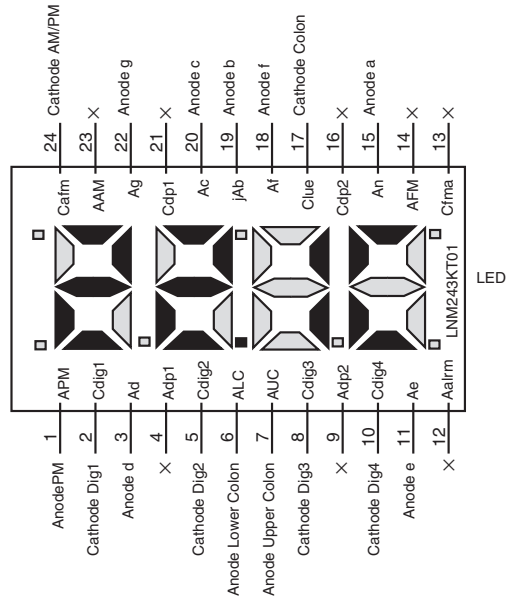 24 Cathode AM/PM
23 ×
22 Anode g
21 ×
20 Anode c
19 Anode b
18 Anode f
17 Cathode Colon
16 ×
15 Anode a
14 ×
13 ×
Cafm
AAM
Ag
Cdp1
Ac
jAb
Af
Clue
Cdp2
An
AFM
Cfma
LNM243KT01
LED
APM
Cdig1
Ad
Adp1
Cdig2
ALC
AUC
Cdig3
Adp2
Cdig4
Ae
Aalrm
AnodePM 1
Cathode Dig1 2
Anode d 3
× 4
Cathode Dig2 5
Anode Lower Colon 6
Anode Upper Colon 7
Cathode Dig3 8
× 9
Cathode Dig4 10
Anode e 11
× 12